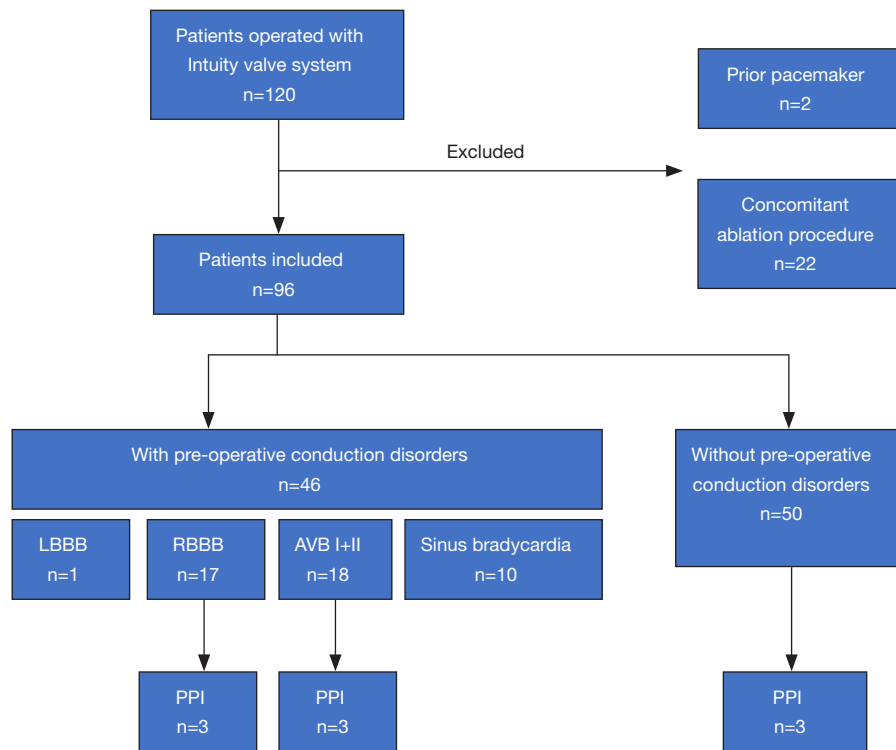 Patients operated with
Intuity valve system
n=120
Prior pacemaker
n=2
Excluded
Concomitant
ablation procedure
n=22
Patients included
n=96
With pre-operative conduction disorders
n=46
Without pre-operative
conduction disorders
n=50
LBBB
n=1
RBBB
n=17
AVB I+II
n=18
Sinus bradycardia
n=10
PPI
n=3
PPI
n=3
PPI
n=3